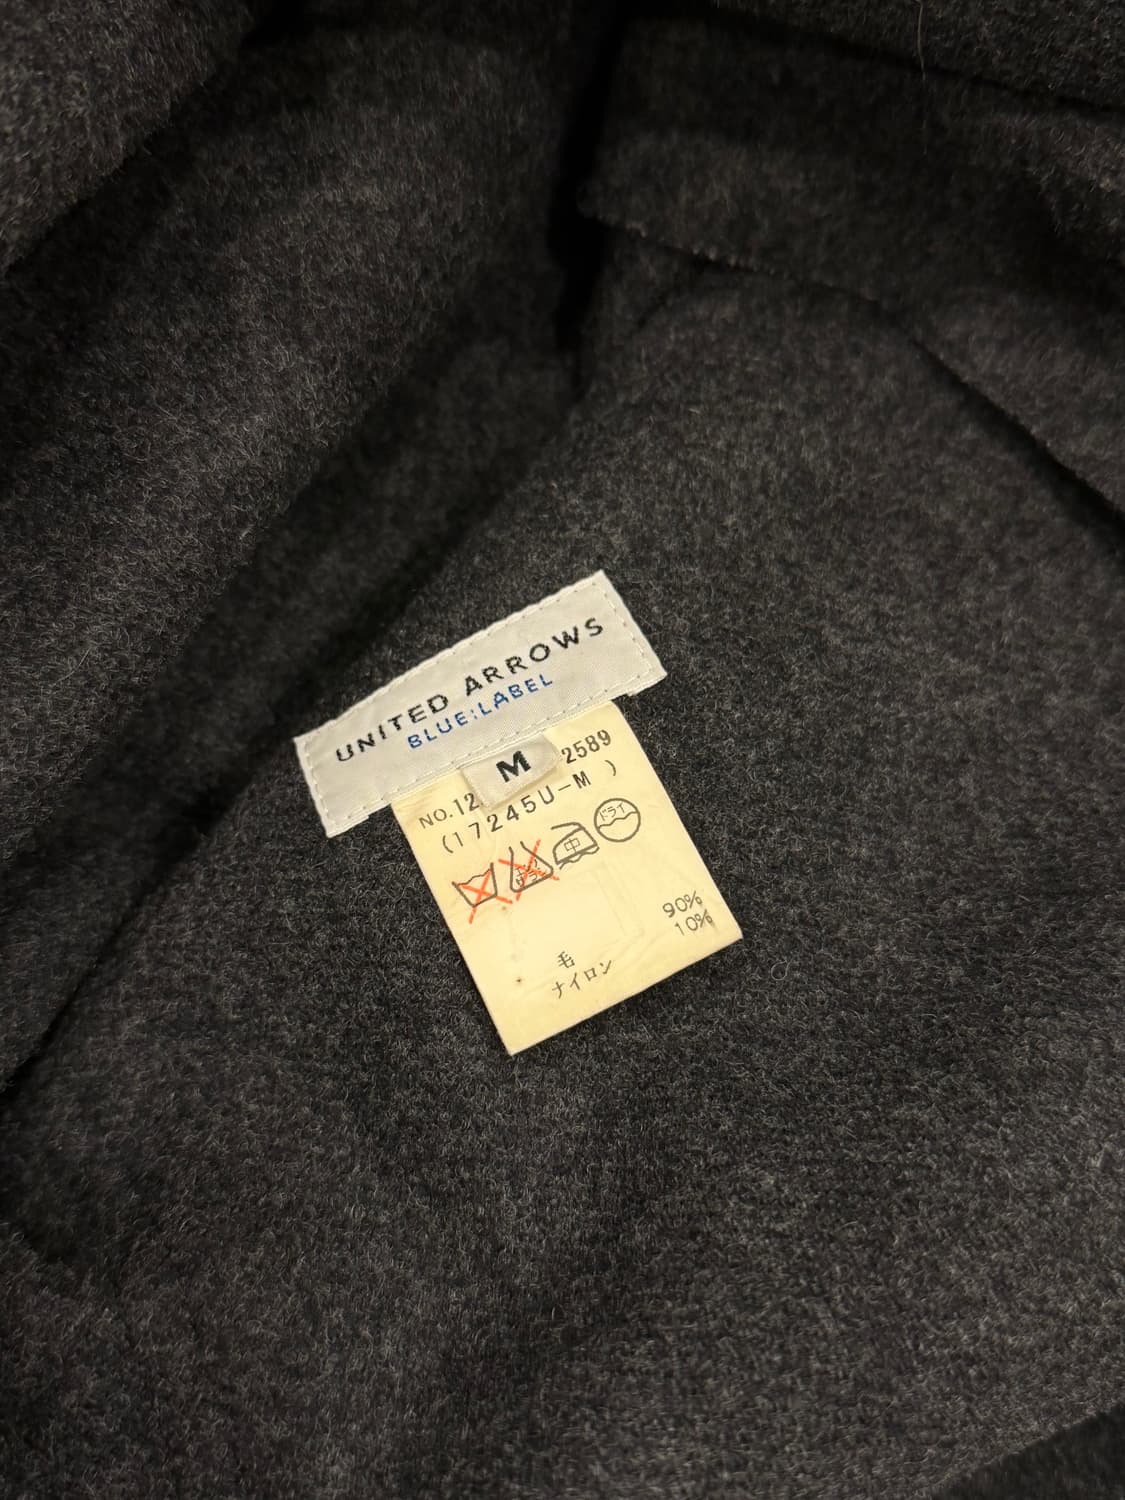 UNITED ARROWS
BLUE:LABEL
M
NO.12 2589
(17245U-M )
中
ドライ
毛 90%
ナイロン 10%